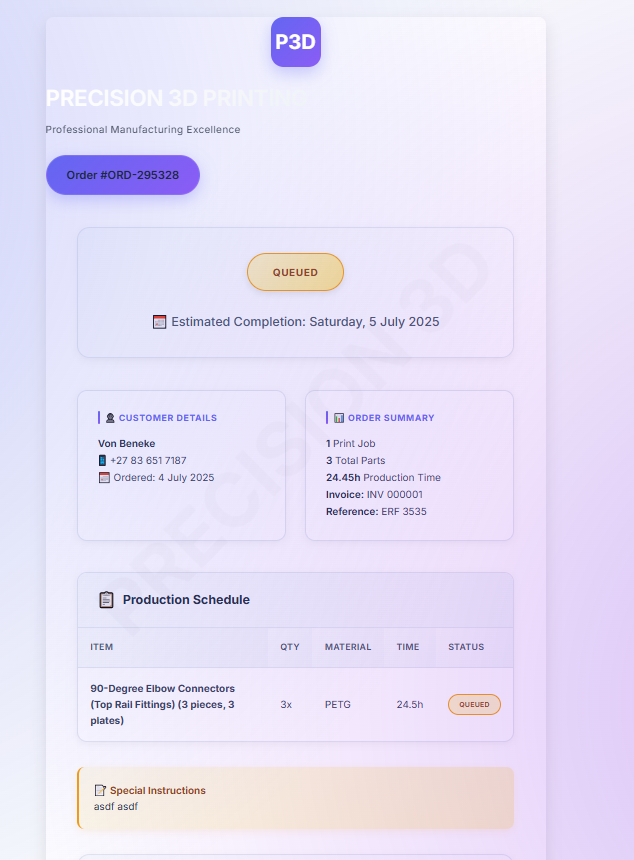 P3D
PRECISION 3D PRINTING
Professional Manufacturing Excellence
Order #ORD-295328
QUEUED
Estimated Completion: Saturday, 5 July 2025
CUSTOMER DETAILS
Von Beneke
+27 83 651 7187
Ordered: 4 July 2025
ORDER SUMMARY
1 Print Job
3 Total Parts
24.45h Production Time
Invoice: INV 000001
Reference: ERF 3535
PRECISION 3D
Production Schedule
ITEM QTY MATERIAL TIME STATUS
90-Degree Elbow Connectors
(Top Rail Fittings) (3 pieces, 3
plates)
3x PETG 24.5h QUEUED
Special Instructions
asdf asdf